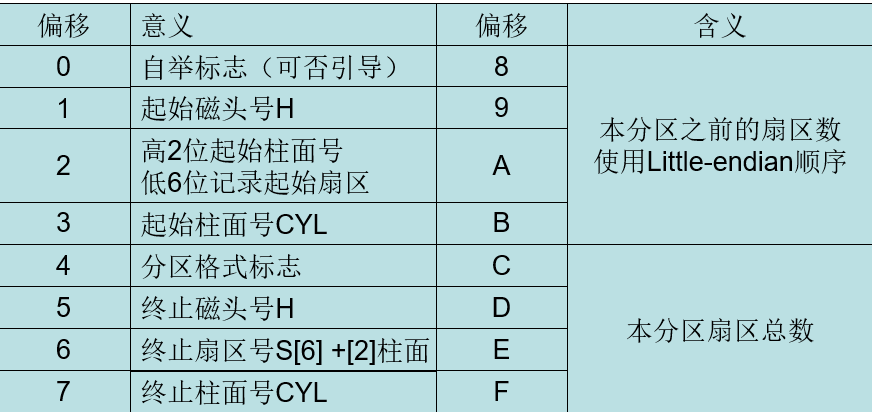 偏移 意义 偏移 含义
0 自举标志（可否引导） 8
1 起始磁头号H 9
2 高2位起始柱面号
低6位记录起始扇区 A
本分区之前的扇区数
使用Little-endian顺序
3 起始柱面号CYL B
4 分区格式标志 C
5 终止磁头号H D
6 终止扇区号S[6] +[2]柱面 E
本分区扇区总数
7 终止柱面号CYL F